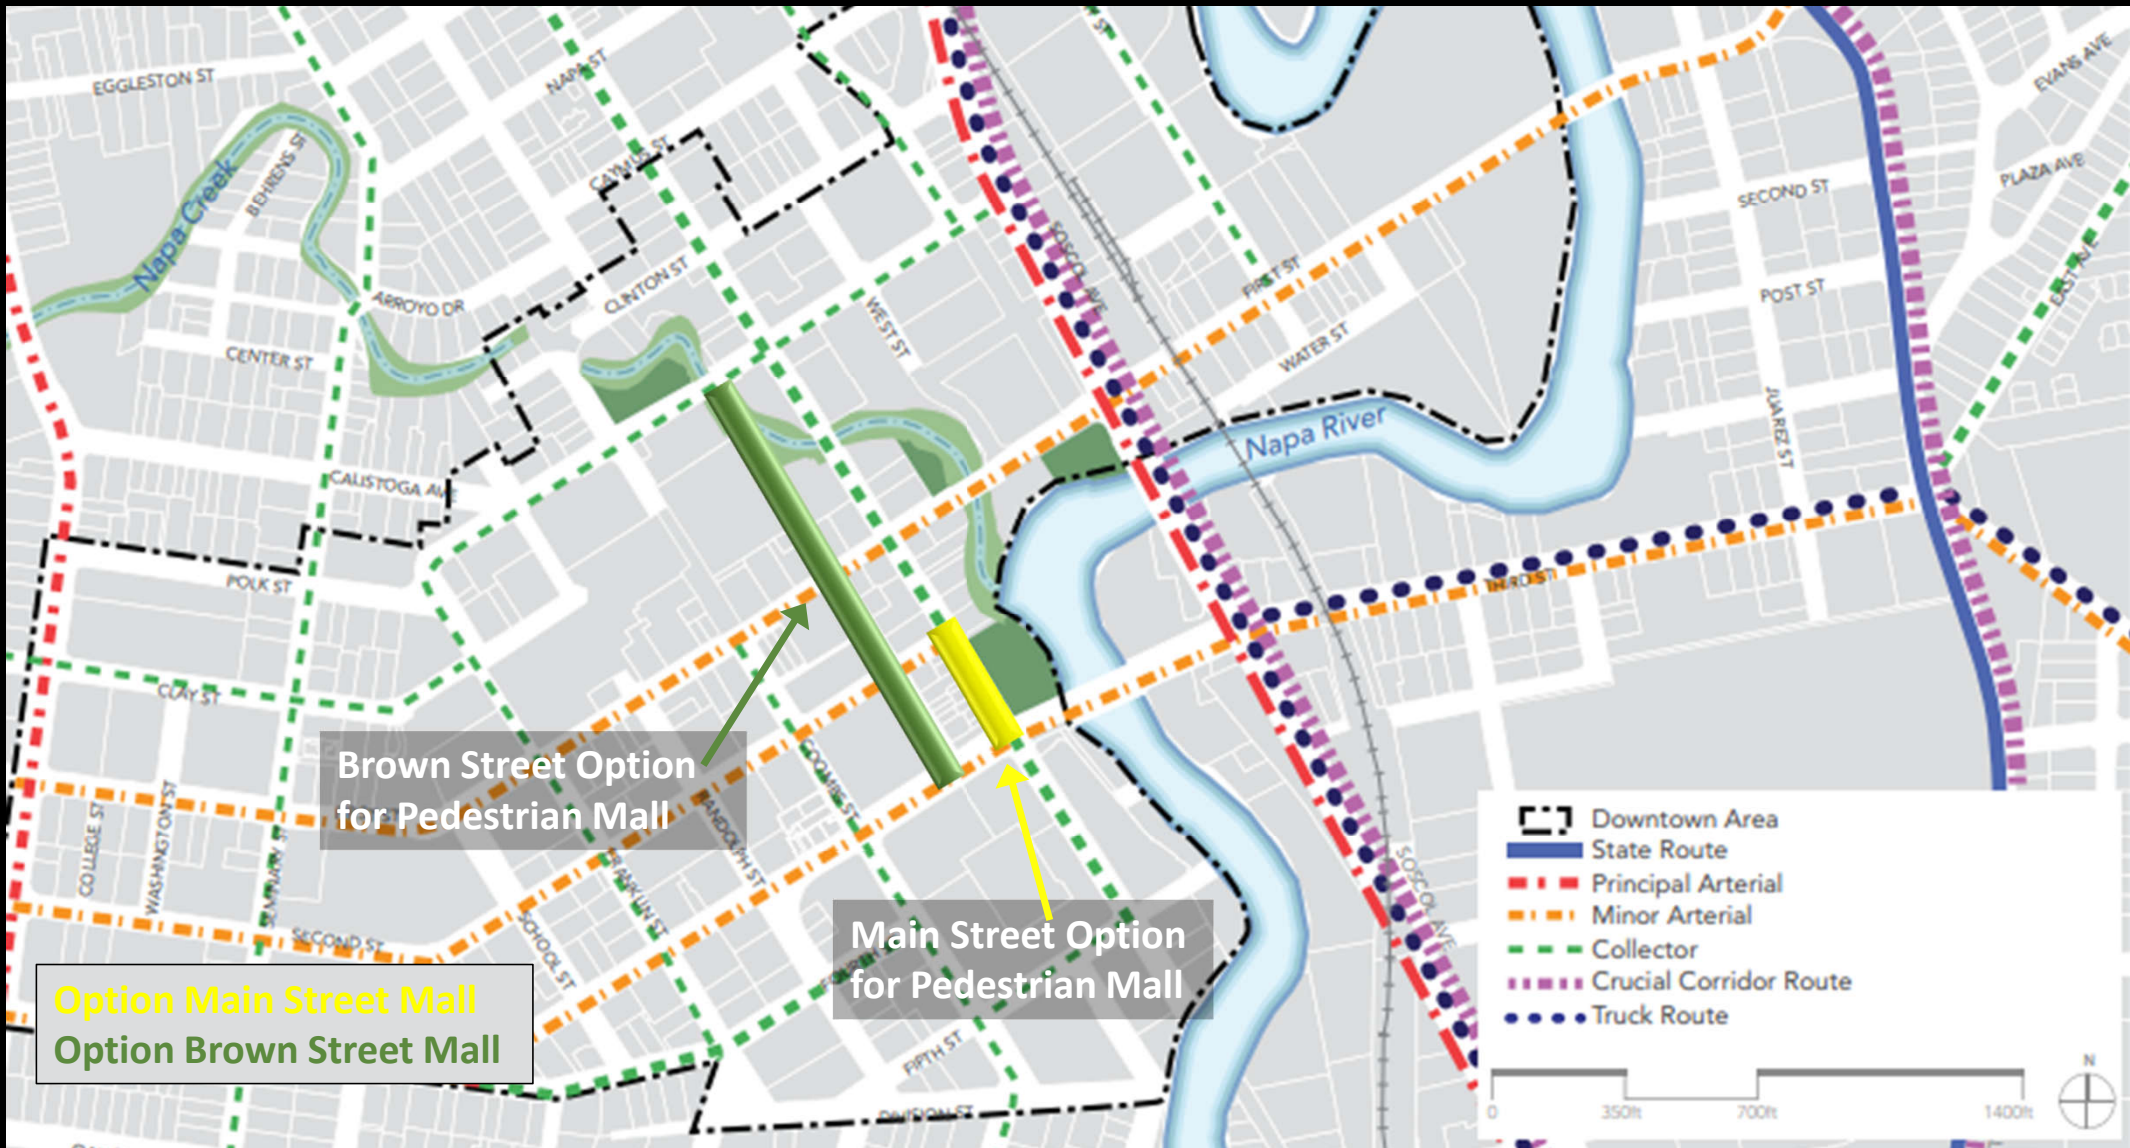 EGGLESTON ST
NAPA ST
EVANS AVE
BEHRENS ST
CAYMUS ST
PLAZA AVE
SECOND ST
Napa Creek
SOSCOL AVE
EAST AVE
CLINTON ST
FIRST ST
POST ST
ARROYO DR
WEST ST
WATER ST
CENTER ST
JUAREZ ST
Napa River
CALISTOGA AVE
POLK ST
THIRD ST
CLAY ST
Brown Street Option
for Pedestrian Mall
COOMBS ST
RANDOLPH ST
COLLEGE ST
WASHINGTON ST
SEMINARY ST
FRANKLIN ST
SOSCOL AVE
SECOND ST
SCHOOL ST
Main Street Option
for Pedestrian Mall
FIFTH ST
DIVISION ST
Option Main Street Mall
Option Brown Street Mall
Downtown Area
State Route
Principal Arterial
Minor Arterial
Collector
Crucial Corridor Route
Truck Route
N
0 350ft 700ft 1400ft